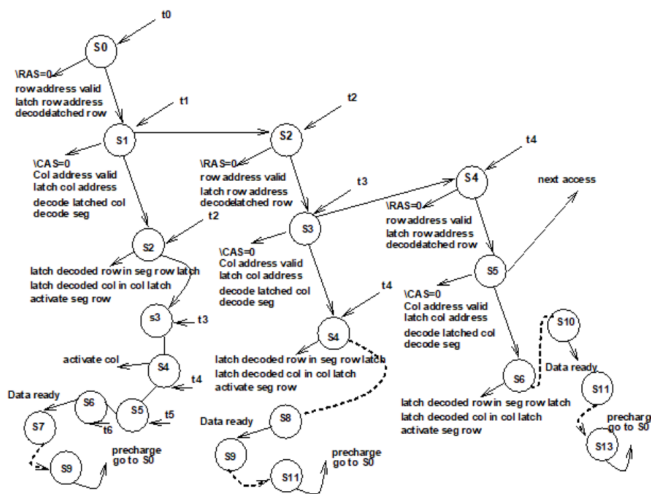 t0
S0
\RAS=0
row address valid
latch row address
decodelatched row
t1
S1
\CAS=0
Col address valid
latch col address
decode latched col
decode seg
t2
S2
latch decoded row in seg row latch
latch decoded col in col latch
activate seg row
s3
t3
activate col
S4
t4
S5
t5
S6
t6
Data ready
S7
S9
precharge
go to S0
t2
S2
\RAS=0
row address valid
latch row address
decodelatched row
t3
S3
\CAS=0
Col address valid
latch col address
decode latched col
decode seg
t4
S4
latch decoded row in seg row latch
latch decoded col in col latch
activate seg row
S8
Data ready
S9
S11
precharge
go to S0
t4
S4
\RAS=0
row address valid
latch row address
decodelatched row
next access
S5
\CAS=0
Col address valid
latch col address
decode latched col
decode seg
S6
latch decoded row in seg row latch
latch decoded col in col latch
activate seg row
S10
Data ready
S11
precharge
go to S0
S13